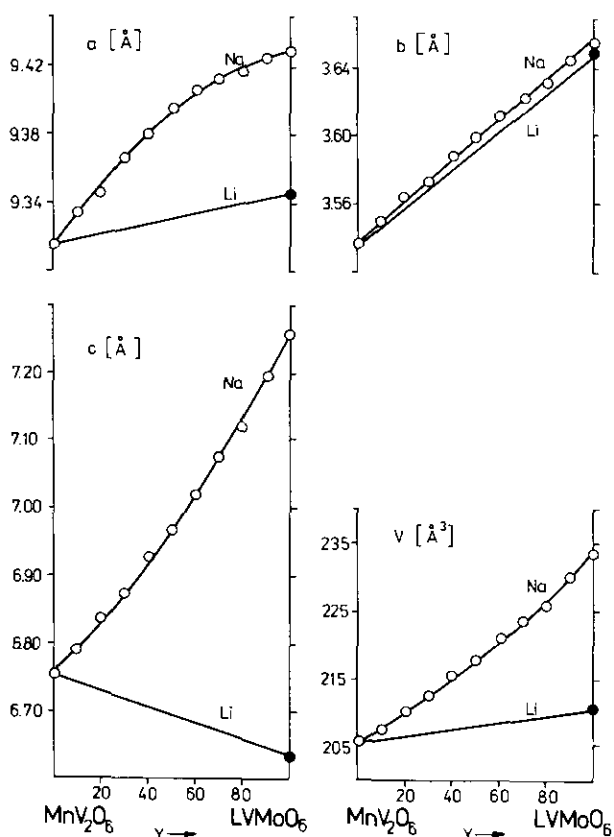 a [Å]
b [Å]
9.42
9.38
9.34
Na
Li
3.64
3.60
3.56
Na
Li
c [Å]
7.20
7.10
7.00
6.90
6.80
6.70
Na
Li
V [Å³]
235
225
215
205
Na
Li
20 60 80
MnV₂O₆ LVMoO₆
20 60 80
MnV₂O₆ LVMoO₆